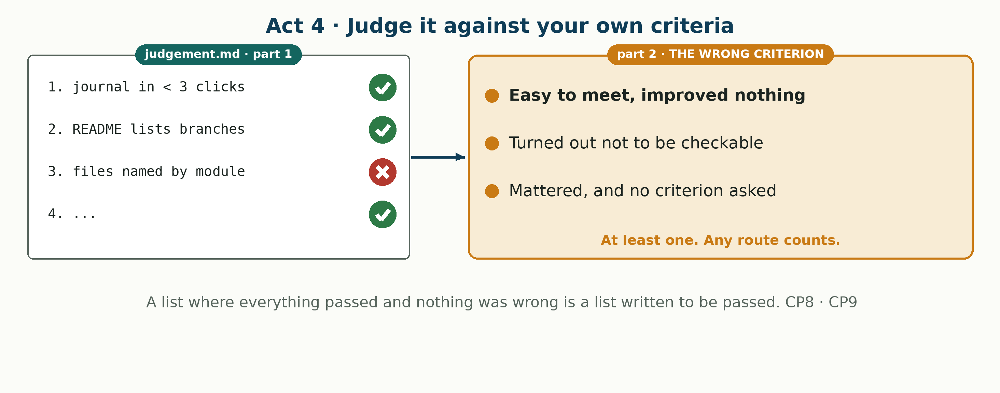 Act 4 · Judge it against your own criteria
judgement.md · part 1
1. journal in < 3 clicks
2. README lists branches
3. files named by module
4. ...
part 2 · THE WRONG CRITERION
Easy to meet, improved nothing
Turned out not to be checkable
Mattered, and no criterion asked
At least one. Any route counts.
A list where everything passed and nothing was wrong is a list written to be passed. CP8 · CP9